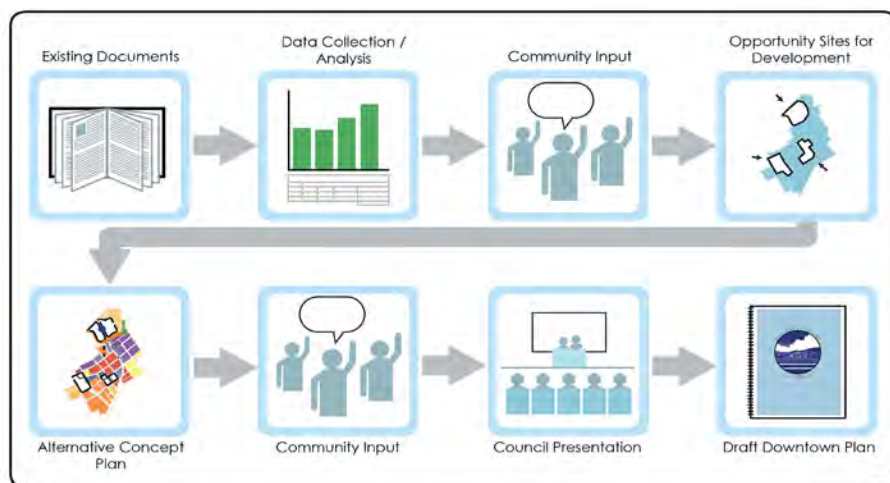 Existing Documents
Data Collection /
Analysis
Community Input
Opportunity Sites for
Development
Alternative Concept
Plan
Community Input
Council Presentation
Draft Downtown Plan